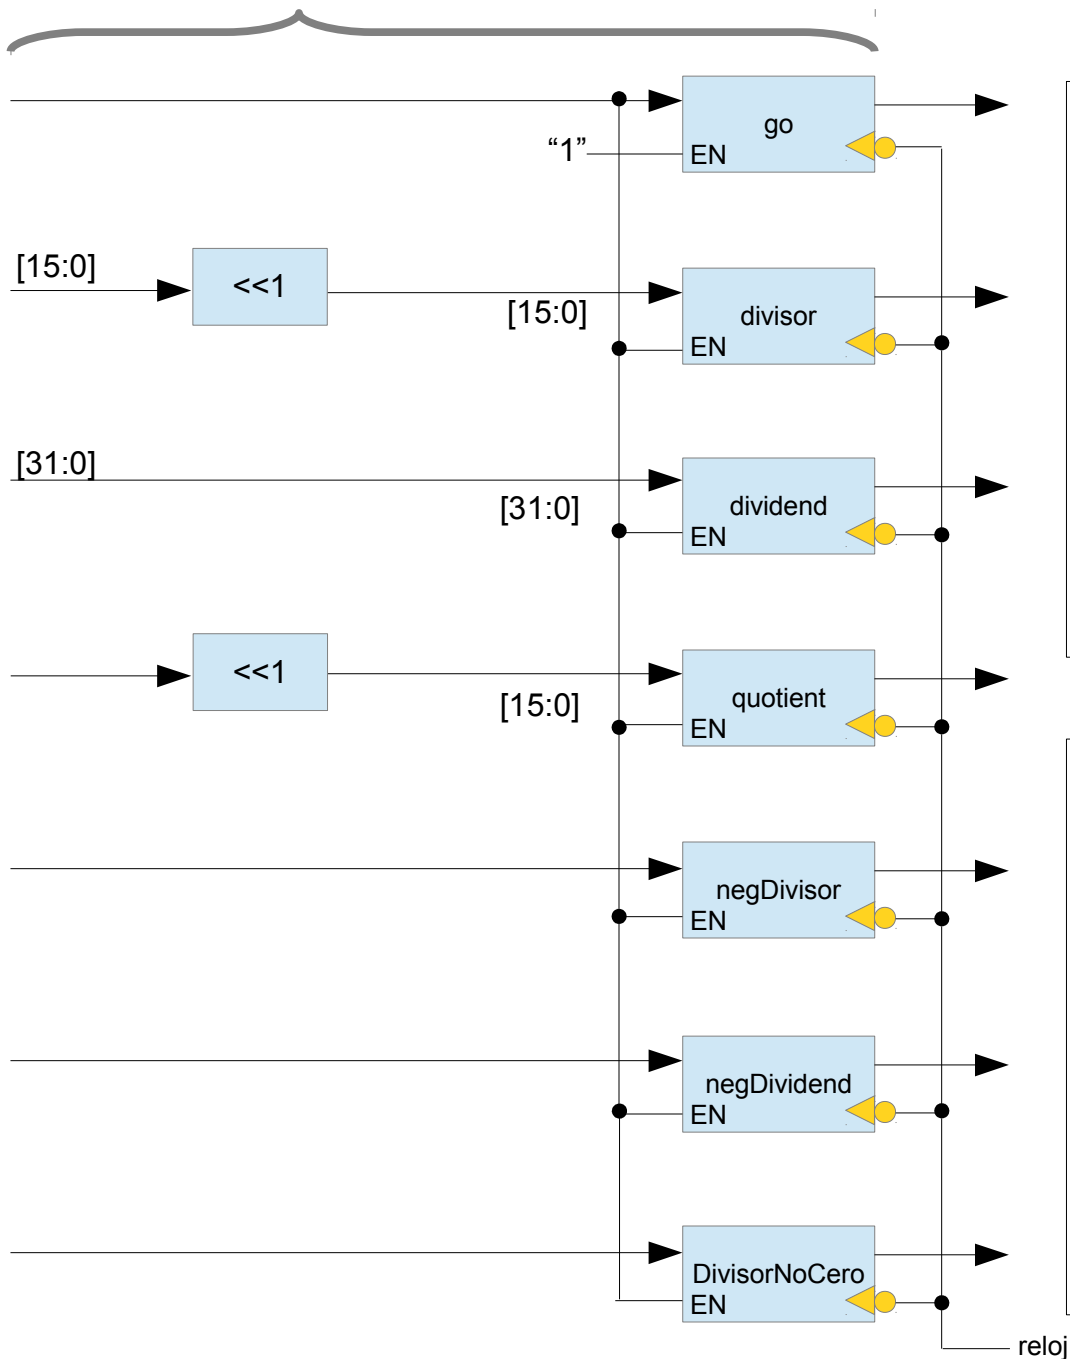 go
“1”
EN
[15:0]
<<1
[15:0]
divisor
EN
[31:0]
[31:0]
dividend
EN
<<1
[15:0]
quotient
EN
negDivisor
EN
negDividend
EN
DivisorNoCero
EN
reloj